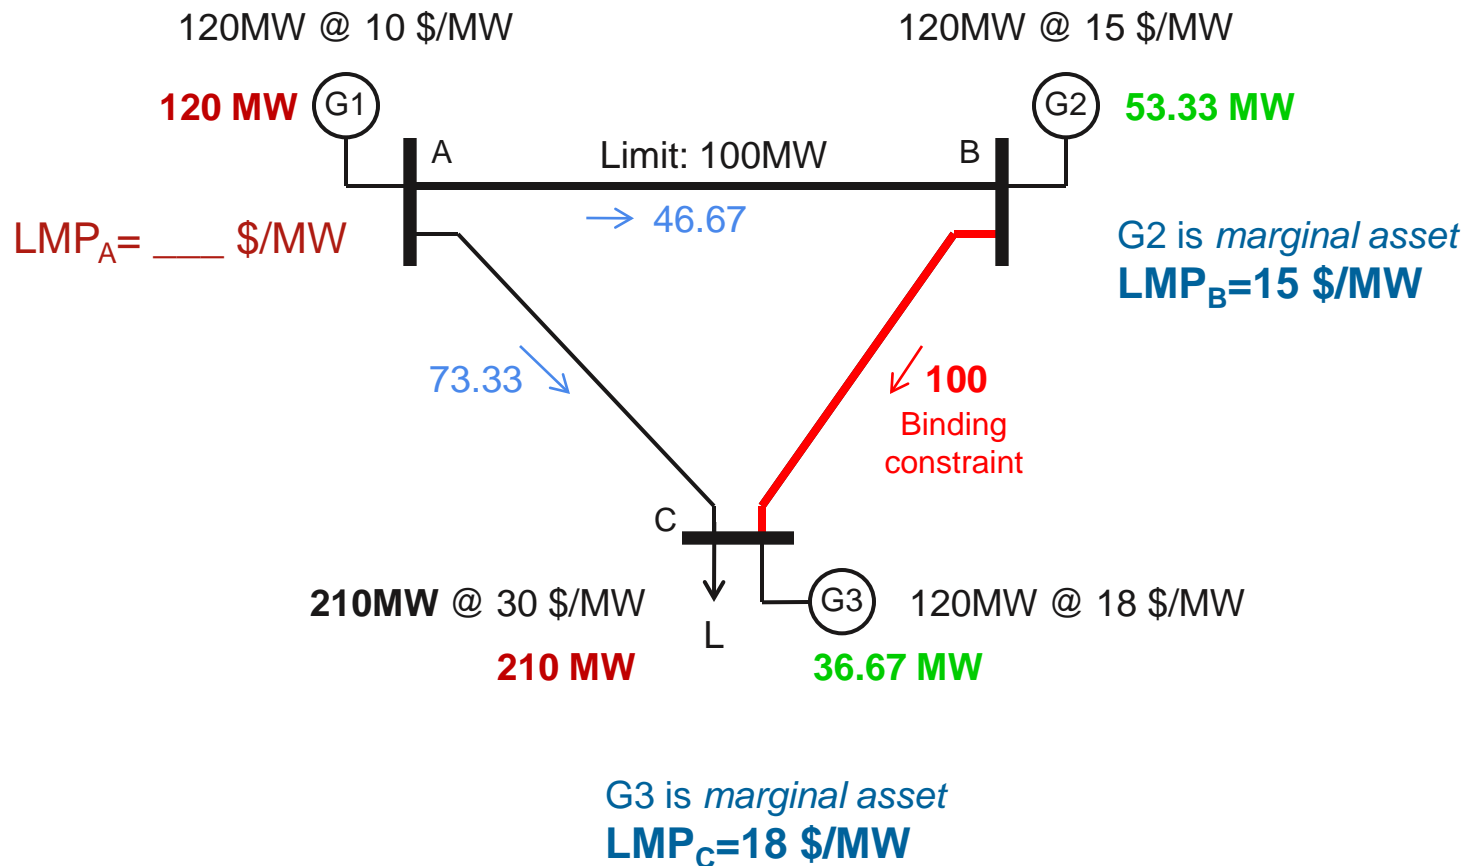 120MW @ 10 $/MW
120MW @ 15 $/MW
120 MW
G1
G2
53.33 MW
A
Limit: 100MW
B
→ 46.67
LMPA= ___ $/MW
G2 is marginal asset
LMPB=15 $/MW
73.33
100
Binding
constraint
C
210MW @ 30 $/MW
G3
120MW @ 18 $/MW
L
210 MW
36.67 MW
G3 is marginal asset
LMPC=18 $/MW